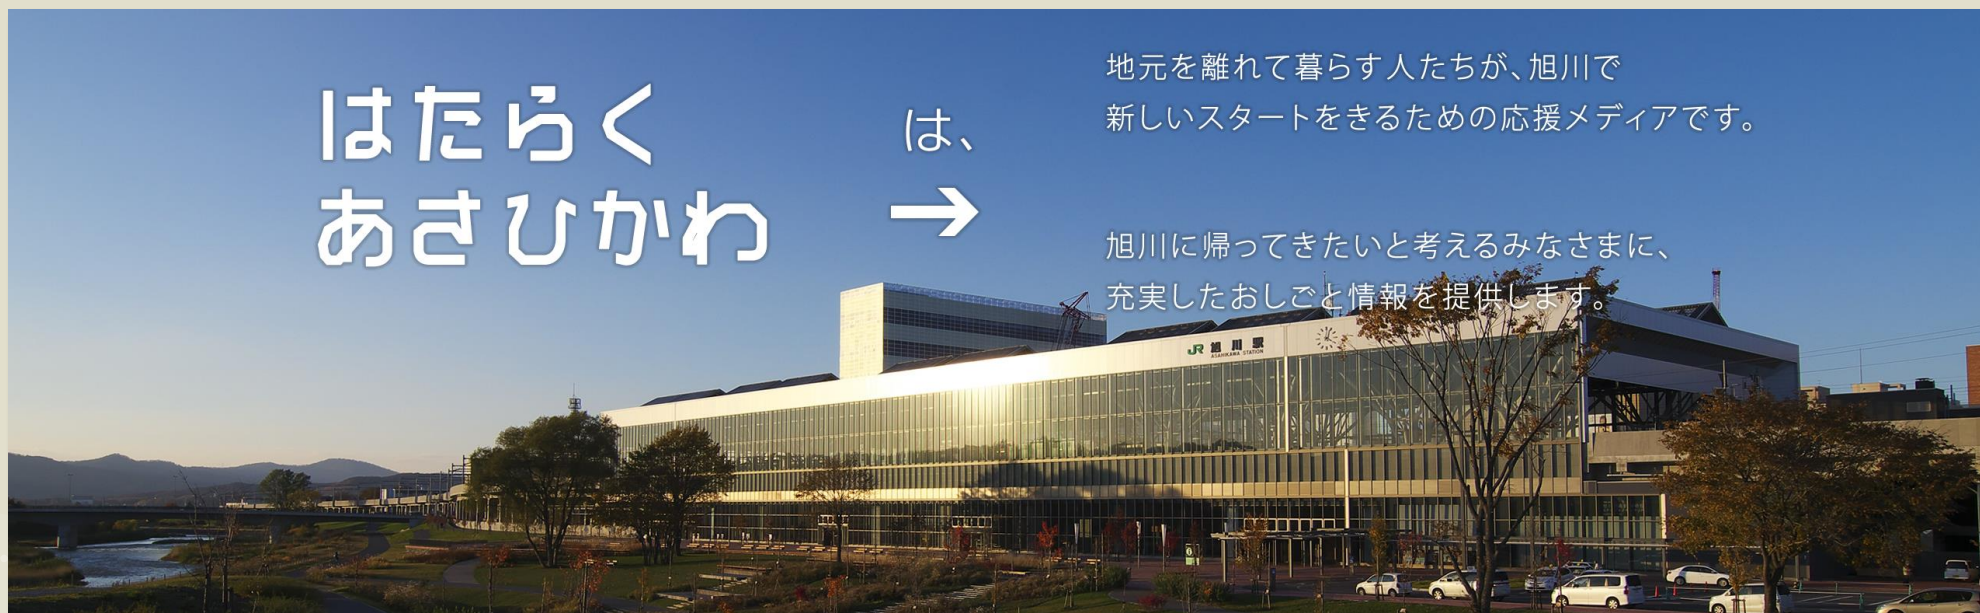 はたらく
あさひかわ
は、
→
地元を離れて暮らす人たちが、旭川で
新しいスタートをきるための応援メディアです。
旭川に帰ってきたいと考えるみなさまに、
充実したおしごと情報を提供します。
JR 旭川駅
ASAHIKAWA STATION